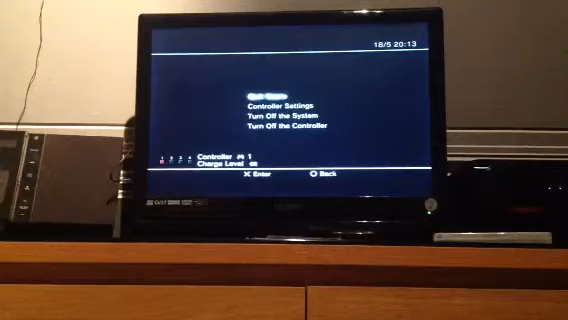 18/5 20:13
Quit Game
Controller Settings
Turn Off the System
Turn Off the Controller
1 2 3 4
Controller 1
Charge Level
X Enter
O Back